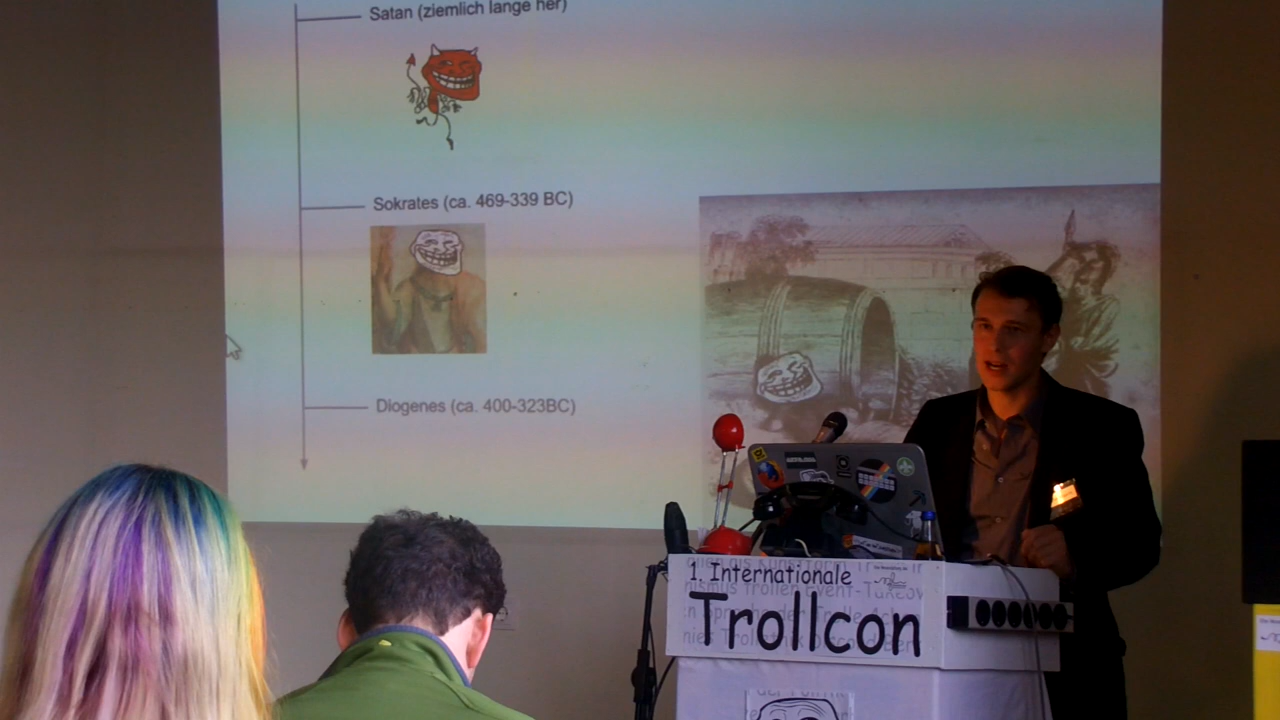 Satan (ziemlich lange her)
Sokrates (ca. 469-339 BC)
Diogenes (ca. 400-323BC)
1. Internationale
Trollcon